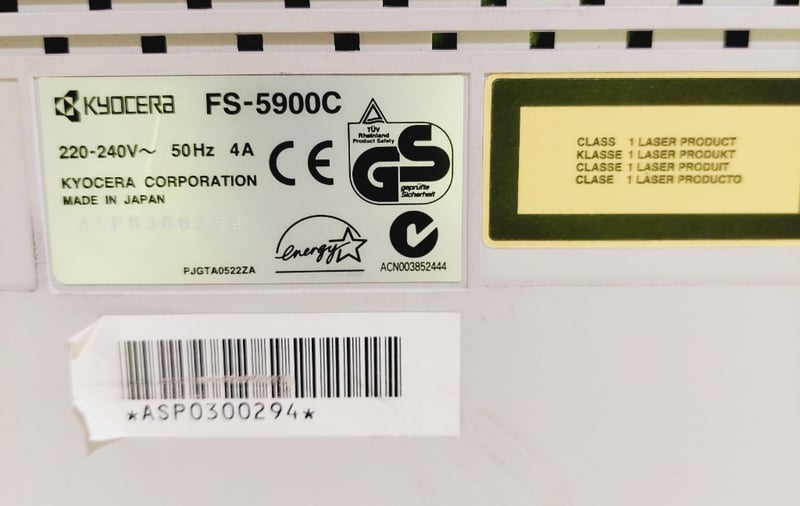 KYOCERA FS-5900C
TÜV
Rheinland
Product Safety
220-240V~ 50Hz 4A
CE
GS
geprüfte
Sicherheit
KYOCERA CORPORATION
MADE IN JAPAN
ASP0300294
energy
PJGTA0522ZA
ACN003852444
CLASS 1 LASER PRODUCT
KLASSE 1 LASER PRODUKT
CLASSE 1 LASER PRODUIT
CLASE 1 LASER PRODUCTO
*ASP0300294*